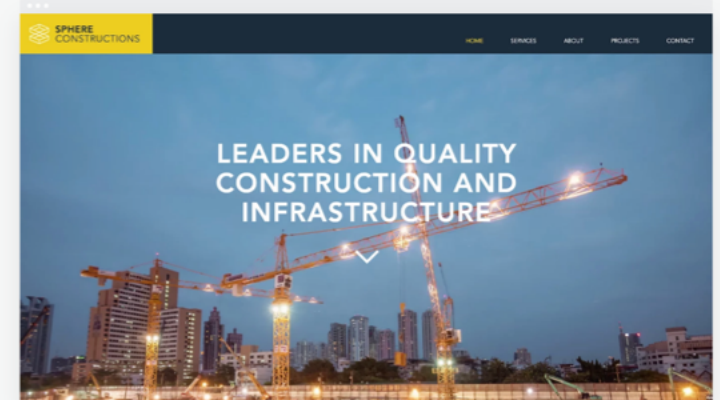 SPHERE
CONSTRUCTIONS
HOME SERVICES ABOUT PROJECTS CONTACT
LEADERS IN QUALITY
CONSTRUCTION AND
INFRASTRUCTURE